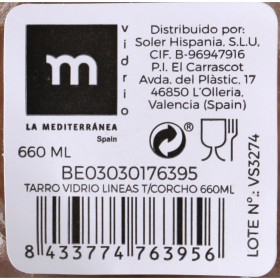 m
vidrio
LA MEDITERRÁNEA
Spain
Distribuido por:
Soler Hispania, S.L.U,
CIF. B-96947916
P.I. El Carrascot
Avda. del Plàstic, 17
46850 L'Olleria,
Valencia (Spain)
660 ML
BE03030176395
TARRO VIDRIO LINEAS T/CORCHO 660ML
8 433774 763956
LOTE Nº.: VS3274